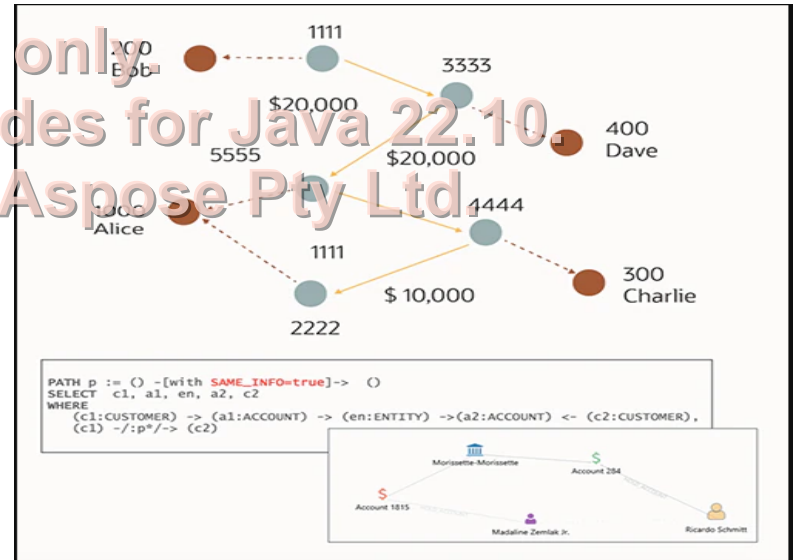 1111
200
Bob
only.
3333
$20,000
des for Java 22.10.
400
Dave
5555
$20,000
Aspose Pty Ltd.
1000
Alice
4444
1111
300
Charlie
$ 10,000
2222
PATH p := () -[with SAME_INFO=true]-> ()
SELECT c1, a1, en, a2, c2
WHERE
(c1:CUSTOMER) -> (a1:ACCOUNT) -> (en:ENTITY) ->(a2:ACCOUNT) <- (c2:CUSTOMER),
(c1) -/:p*/-> (c2)
Morissette-Morissette
Account 284
Account 1815
Madaline Zemlak Jr.
Ricardo Schmitt